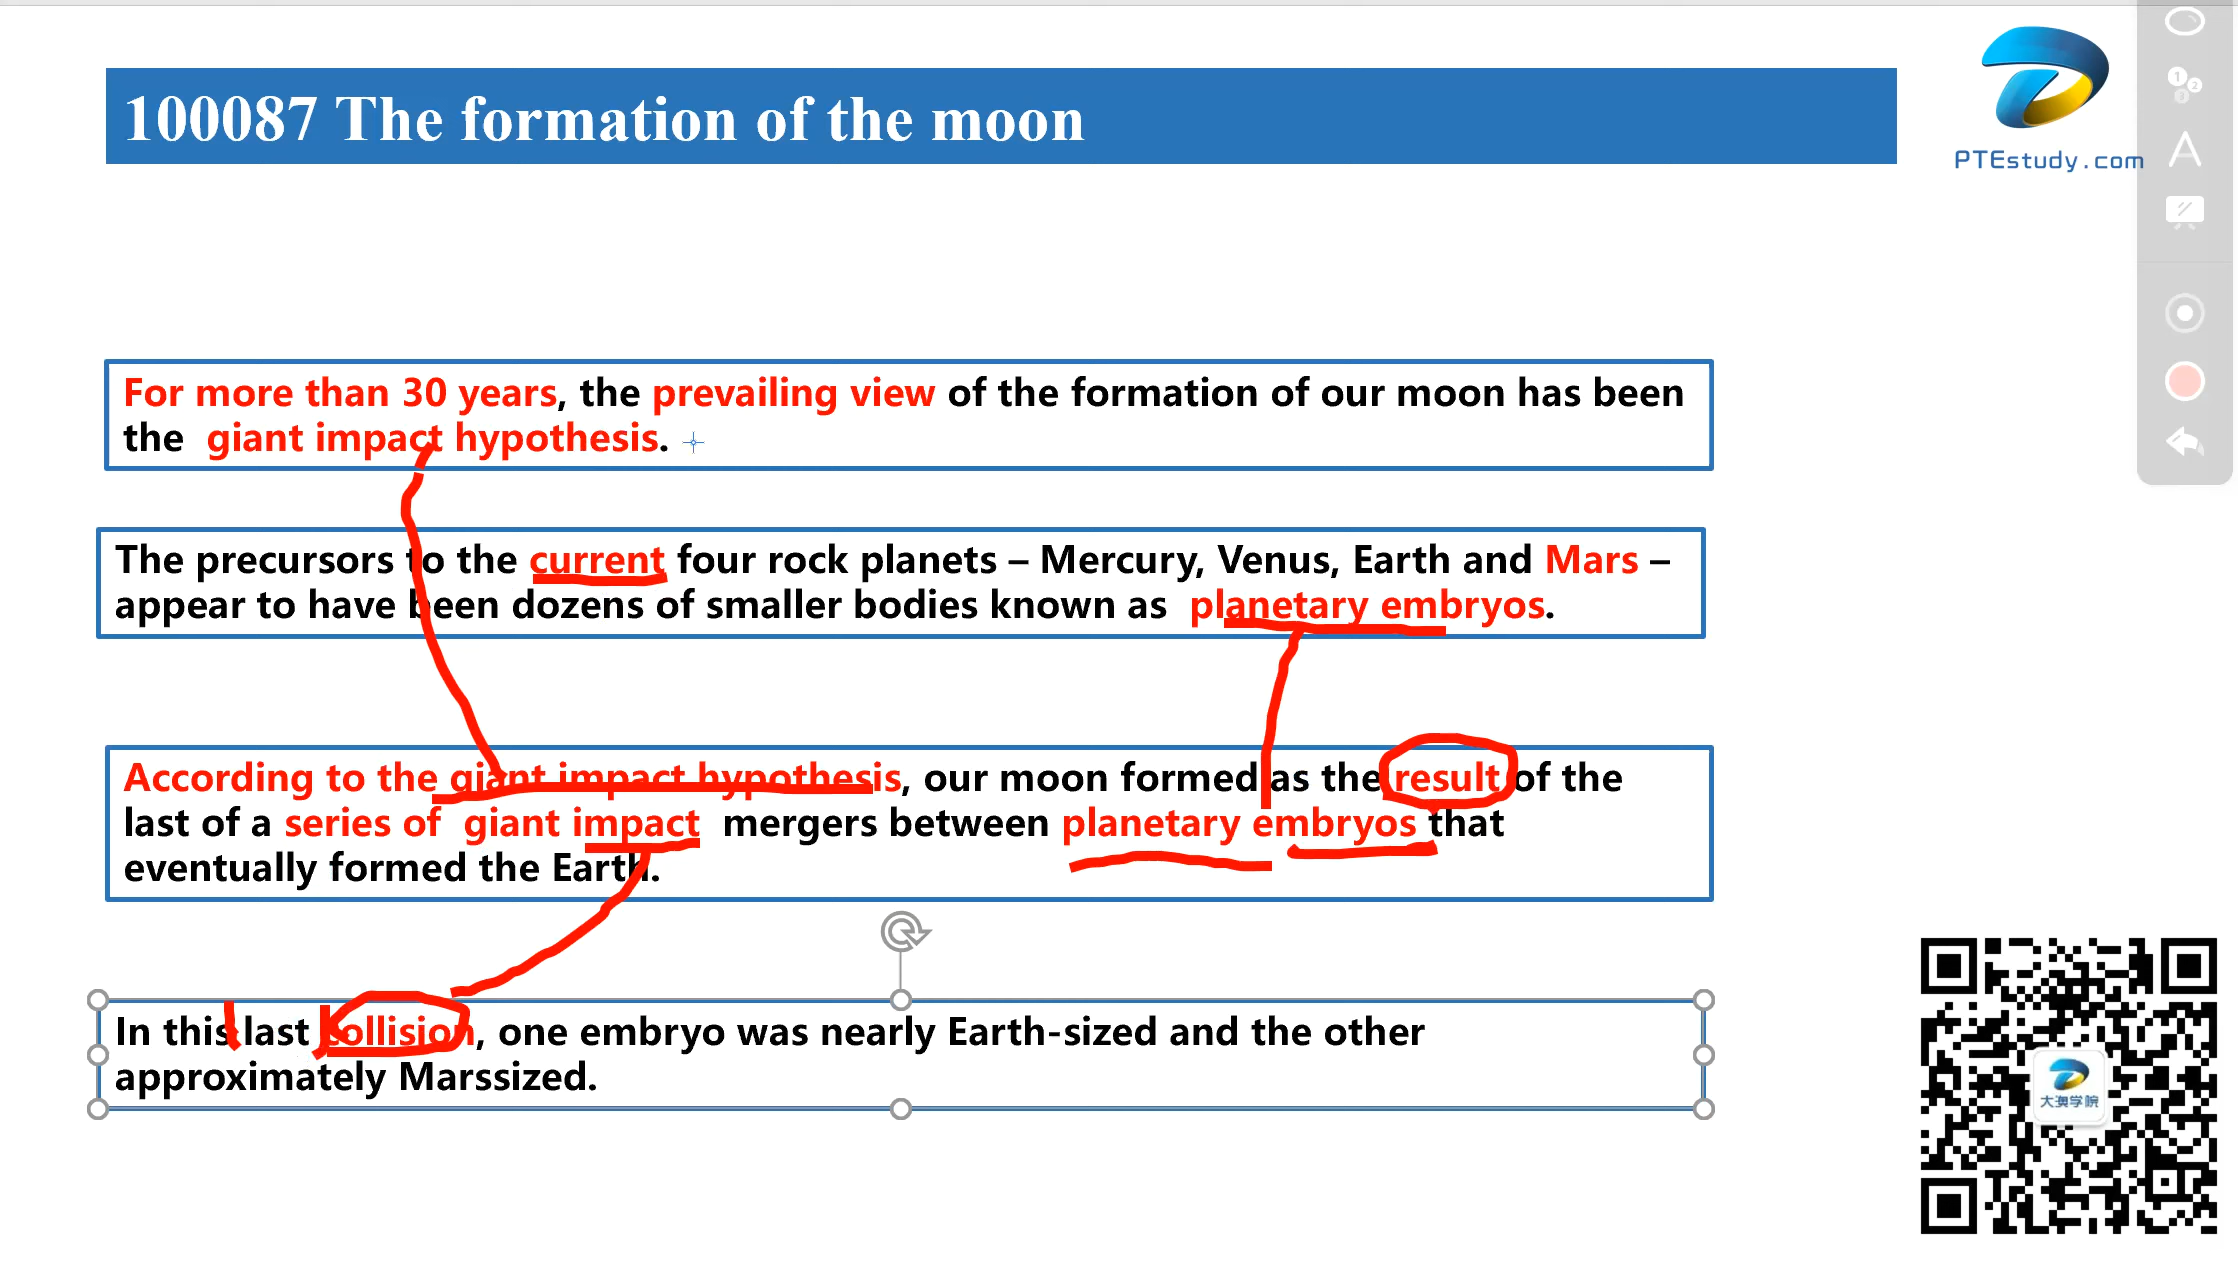 100087 The formation of the moon
PTEstudy.com
For more than 30 years, the prevailing view of the formation of our moon has been
the giant impact hypothesis.
The precursors to the current four rock planets – Mercury, Venus, Earth and Mars –
appear to have been dozens of smaller bodies known as planetary embryos.
According to the giant impact hypothesis, our moon formed as the result of the
last of a series of giant impact mergers between planetary embryos that
eventually formed the Earth.
In this last collision, one embryo was nearly Earth-sized and the other
approximately Marssized.
大澳学院